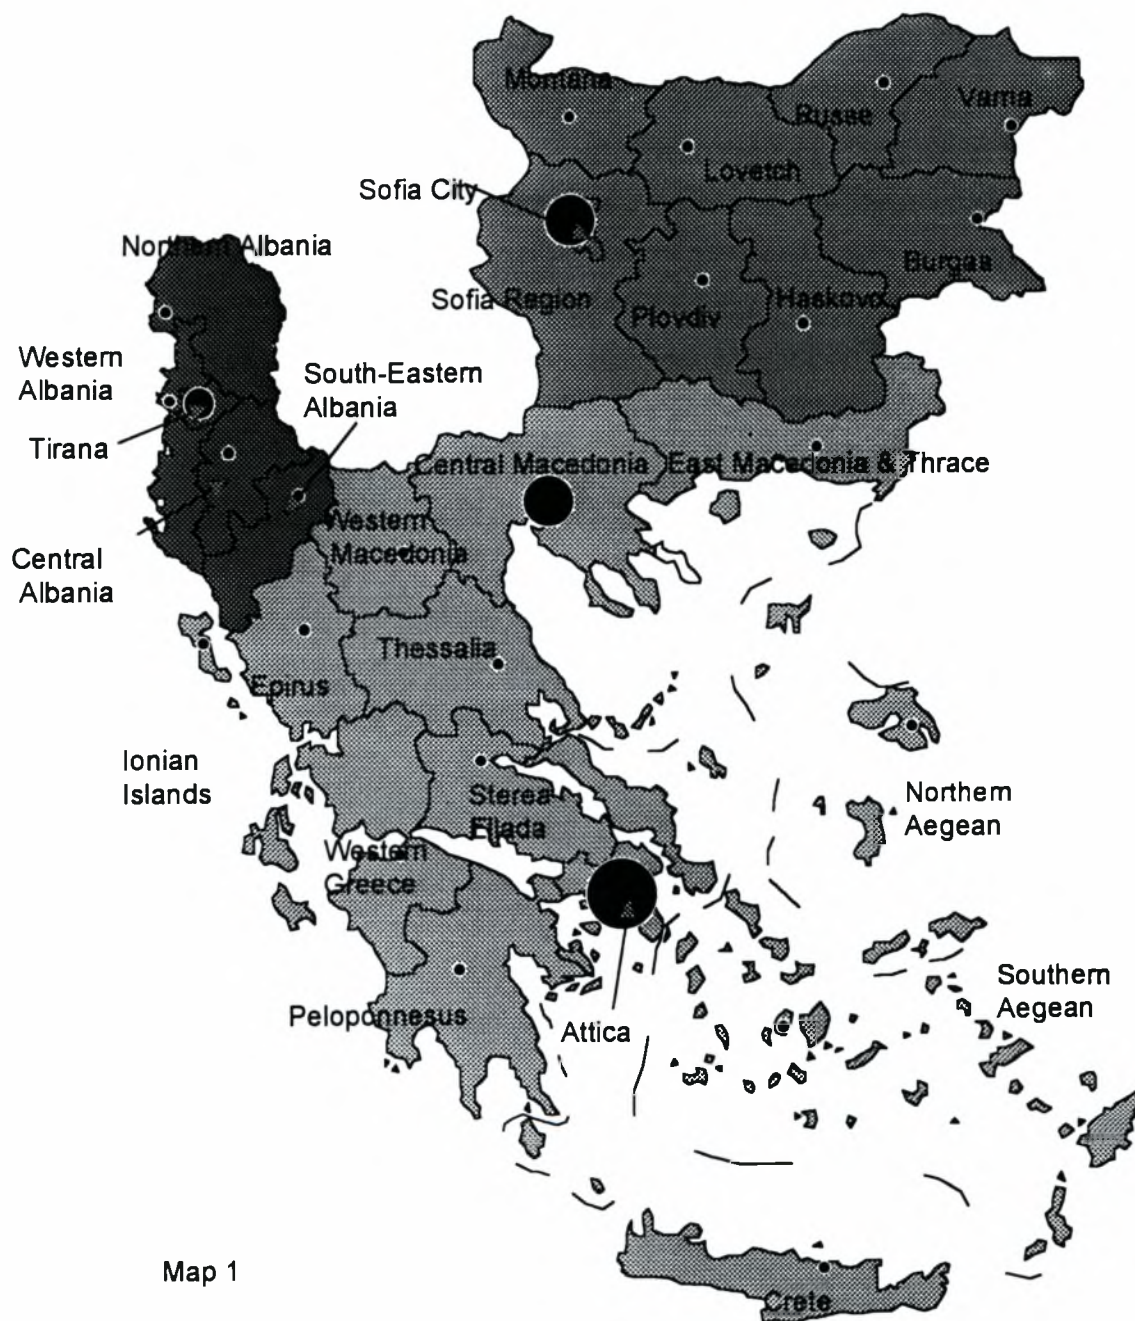 Montana
Rusae
Varna
Lovetch
Sofia City
Northern Albania
Burgas
Sofia Region
Plovdiv
Haskovo
Western
Albania
South-Eastern
Albania
Tirana
Central Macedonia
East Macedonia & Thrace
Western
Macedonia
Central
Albania
Thessalia
Epirus
Ionian
Islands
Sterea
Ellada
Northern
Aegean
Western
Greece
Southern
Aegean
Peloponnesus
Attica
Map 1
Crete